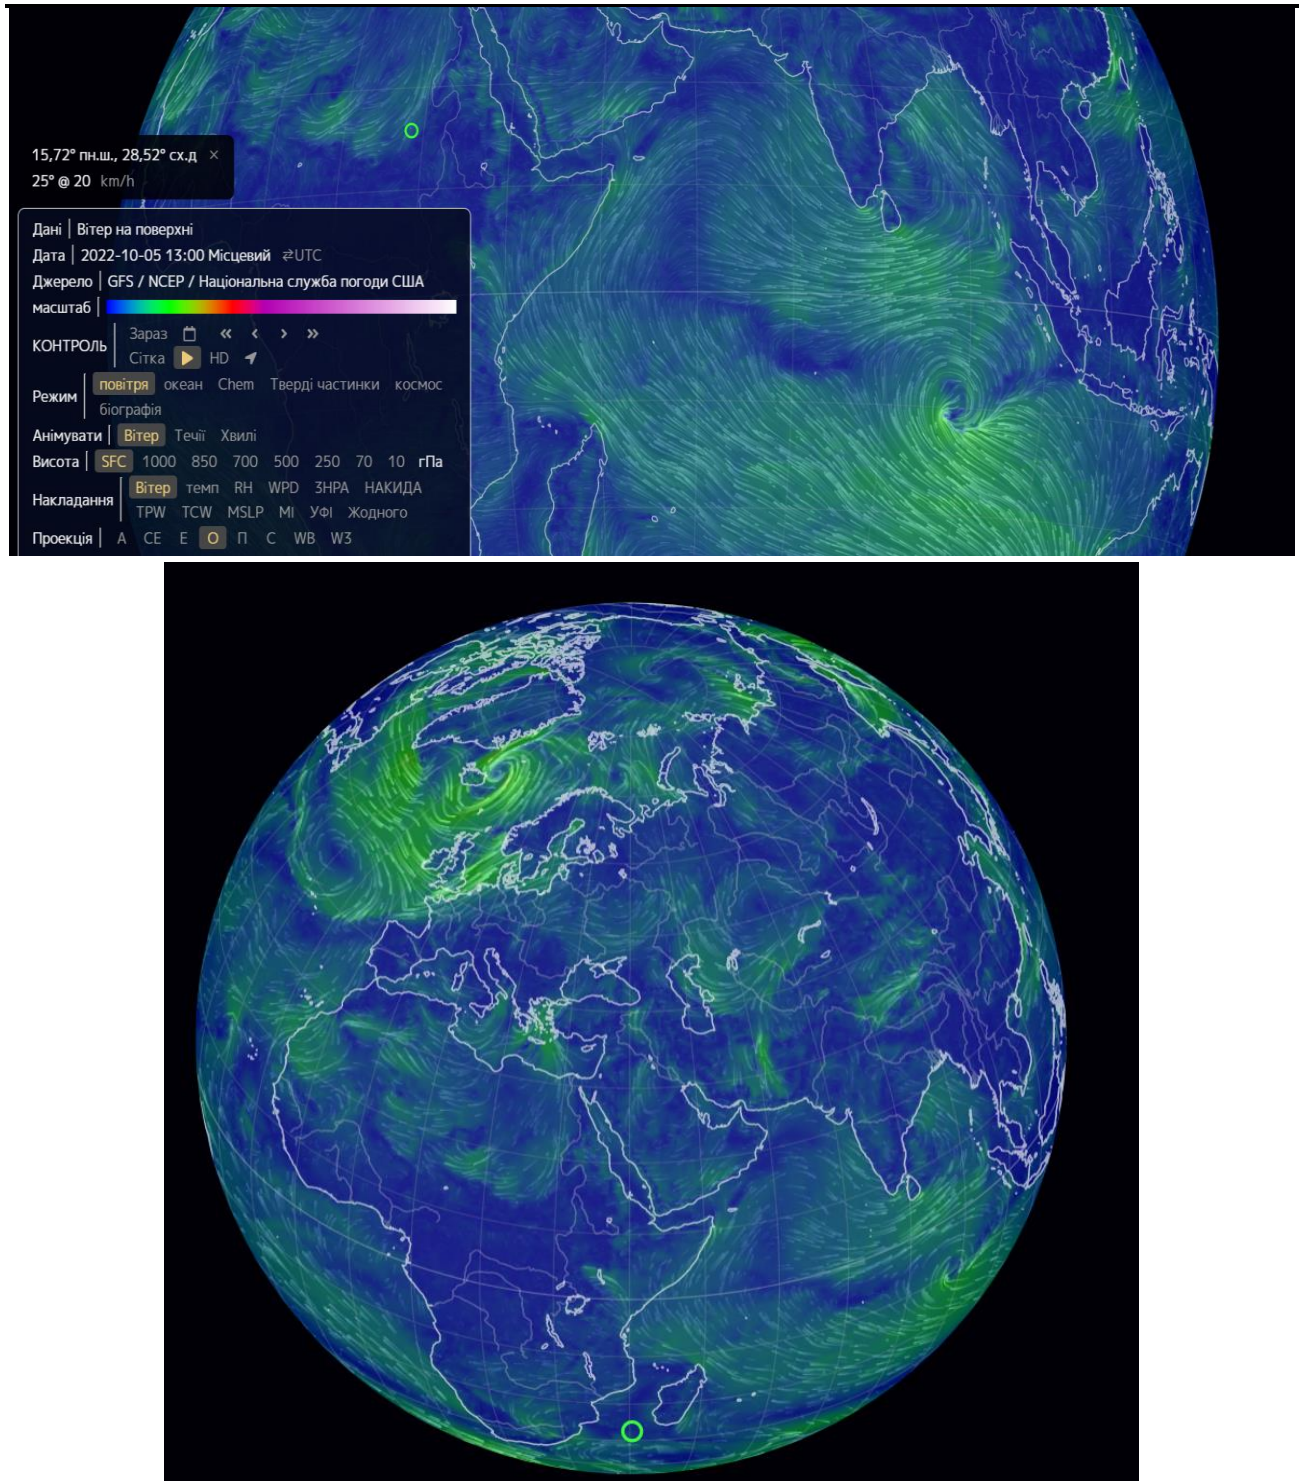 15,72° пн.ш., 28,52° сх.д ×
25° @ 20 km/h
Дані | Вітер на поверхні
Дата | 2022-10-05 13:00 Місцевий ⇄UTC
Джерело | GFS / NCEP / Національна служба погоди США
масштаб
КОНТРОЛЬ
Зараз « ‹ › »
Сітка HD
Режим
повітря океан Chem Тверді частинки космос
біографія
Анімувати | Вітер Течії Хвилі
Висота | SFC 1000 850 700 500 250 70 10 гПа
Накладання
Вітер темп RH WPD ЗНРА НАКИДА
TPW TCW MSLP MI УФІ Жодного
Проекція | A CE E O П C WB W3